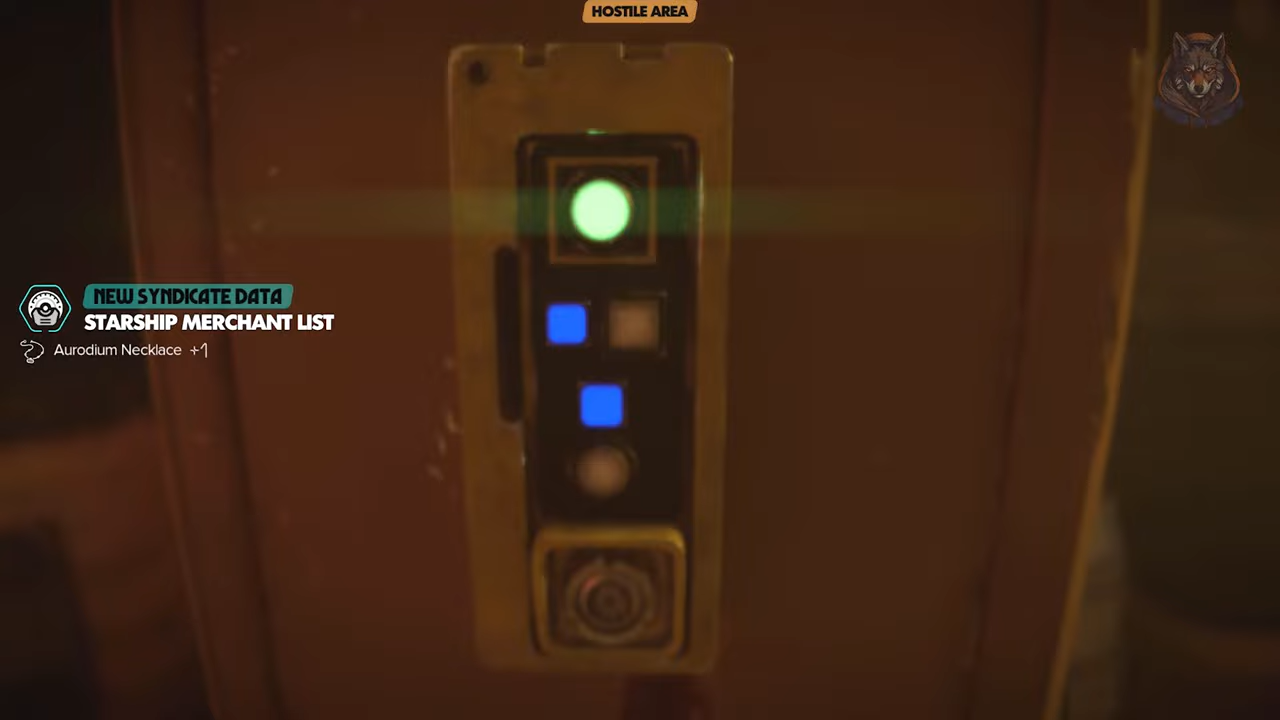 HOSTILE AREA
NEW SYNDICATE DATA
STARSHIP MERCHANT LIST
Aurodium Necklace +1